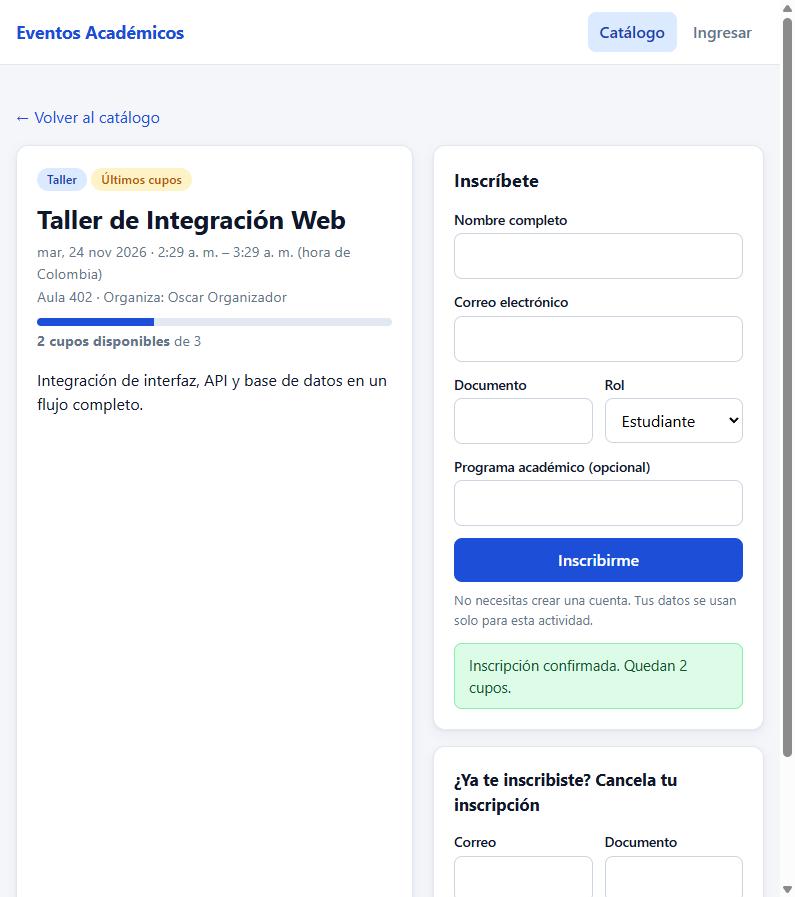 Eventos Académicos
Catálogo
Ingresar
← Volver al catálogo
Taller
Últimos cupos
Taller de Integración Web
mar, 24 nov 2026 · 2:29 a. m. – 3:29 a. m. (hora de
Colombia)
Aula 402 · Organiza: Oscar Organizador
2 cupos disponibles de 3
Integración de interfaz, API y base de datos en un
flujo completo.
Inscríbete
Nombre completo
Correo electrónico
Documento
Rol
Estudiante
Programa académico (opcional)
Inscribirme
No necesitas crear una cuenta. Tus datos se usan
solo para esta actividad.
Inscripción confirmada. Quedan 2
cupos.
¿Ya te inscribiste? Cancela tu
inscripción
Correo
Documento